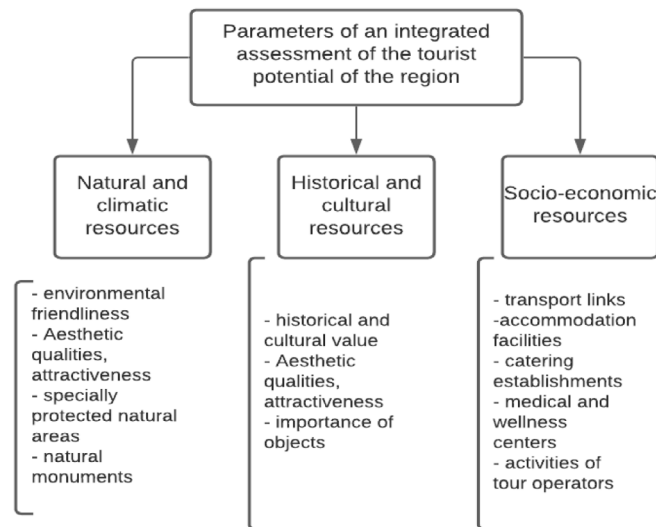 Parameters of an integrated
assessment of the tourist
potential of the region
Natural and
climatic
resources
Historical and
cultural
resources
Socio-economic
resources
- environmental
friendliness
- Aesthetic
qualities,
attractiveness
- specially
protected natural
areas
- natural
monuments
- historical and
cultural value
- Aesthetic
qualities,
attractiveness
- importance of
objects
- transport links
-accommodation
facilities
- catering
establishments
- medical and
wellness
centers
- activities of
tour operators